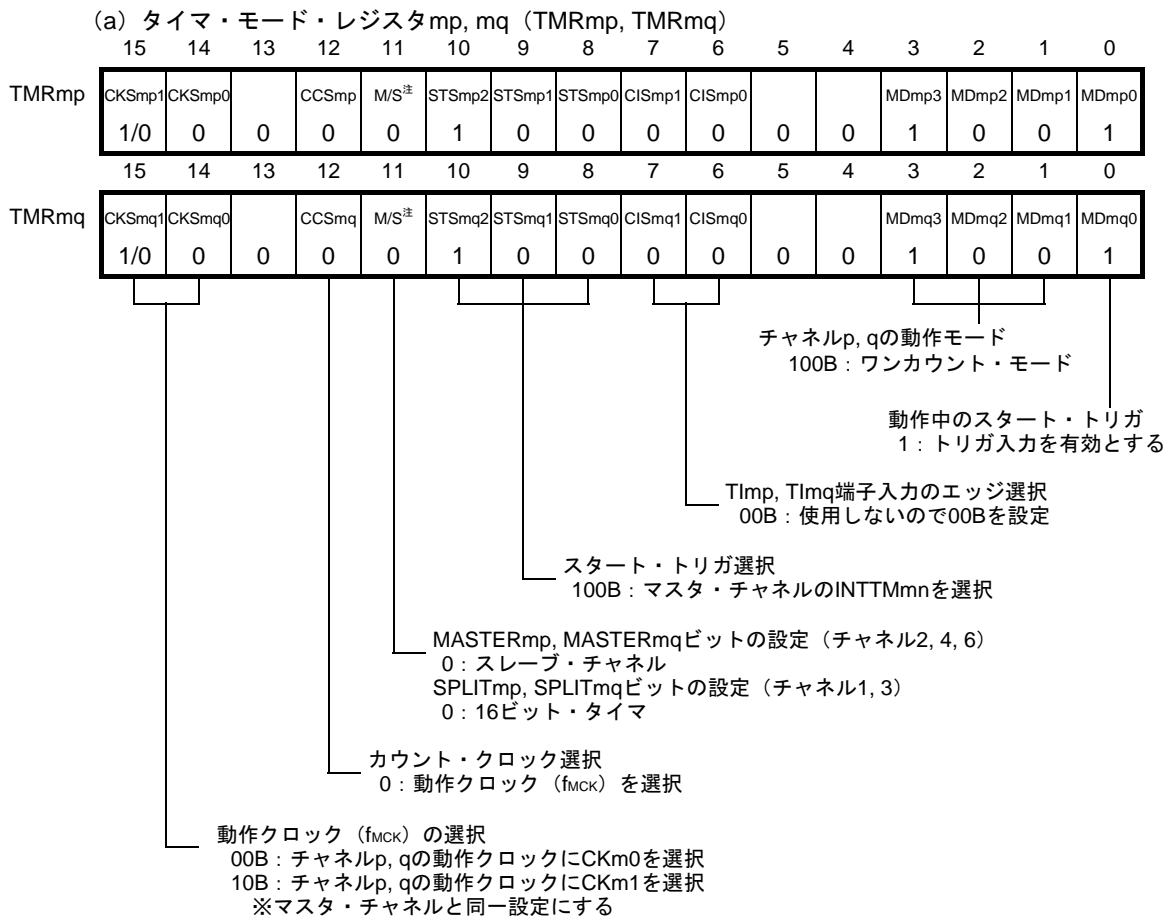 (a) タイマ・モード・レジスタmp, mq (TMRmp, TMRmq)
15 14 13 12 11 10 9 8 7 6 5 4 3 2 1 0
TMRmp CKSmp1 CKSmp0 CCSmp M/S注 STSmp2 STSmp1 STSmp0 CISmp1 CISmp0 MDmp3 MDmp2 MDmp1 MDmp0
1/0 0 0 0 0 1 0 0 0 0 0 0 1 0 0 1
15 14 13 12 11 10 9 8 7 6 5 4 3 2 1 0
TMRmq CKSmq1 CKSmq0 CCSmq M/S注 STSmq2 STSmq1 STSmq0 CISmq1 CISmq0 MDmq3 MDmq2 MDmq1 MDmq0
1/0 0 0 0 0 1 0 0 0 0 0 0 1 0 0 1
チャネルp, qの動作モード
100B：ワンカウント・モード
動作中のスタート・トリガ
1：トリガ入力を有効とする
TImp, TImq端子入力のエッジ選択
00B：使用しないので00Bを設定
スタート・トリガ選択
100B：マスタ・チャネルのINTTMmnを選択
MASTERmp, MASTERmqビットの設定（チャネル2, 4, 6）
0：スレーブ・チャネル
SPLITmp, SPLITmqビットの設定（チャネル1, 3）
0：16ビット・タイマ
カウント・クロック選択
0：動作クロック（fMCK）を選択
動作クロック（fMCK）の選択
00B：チャネルp, qの動作クロックにCKm0を選択
10B：チャネルp, qの動作クロックにCKm1を選択
※マスタ・チャネルと同一設定にする